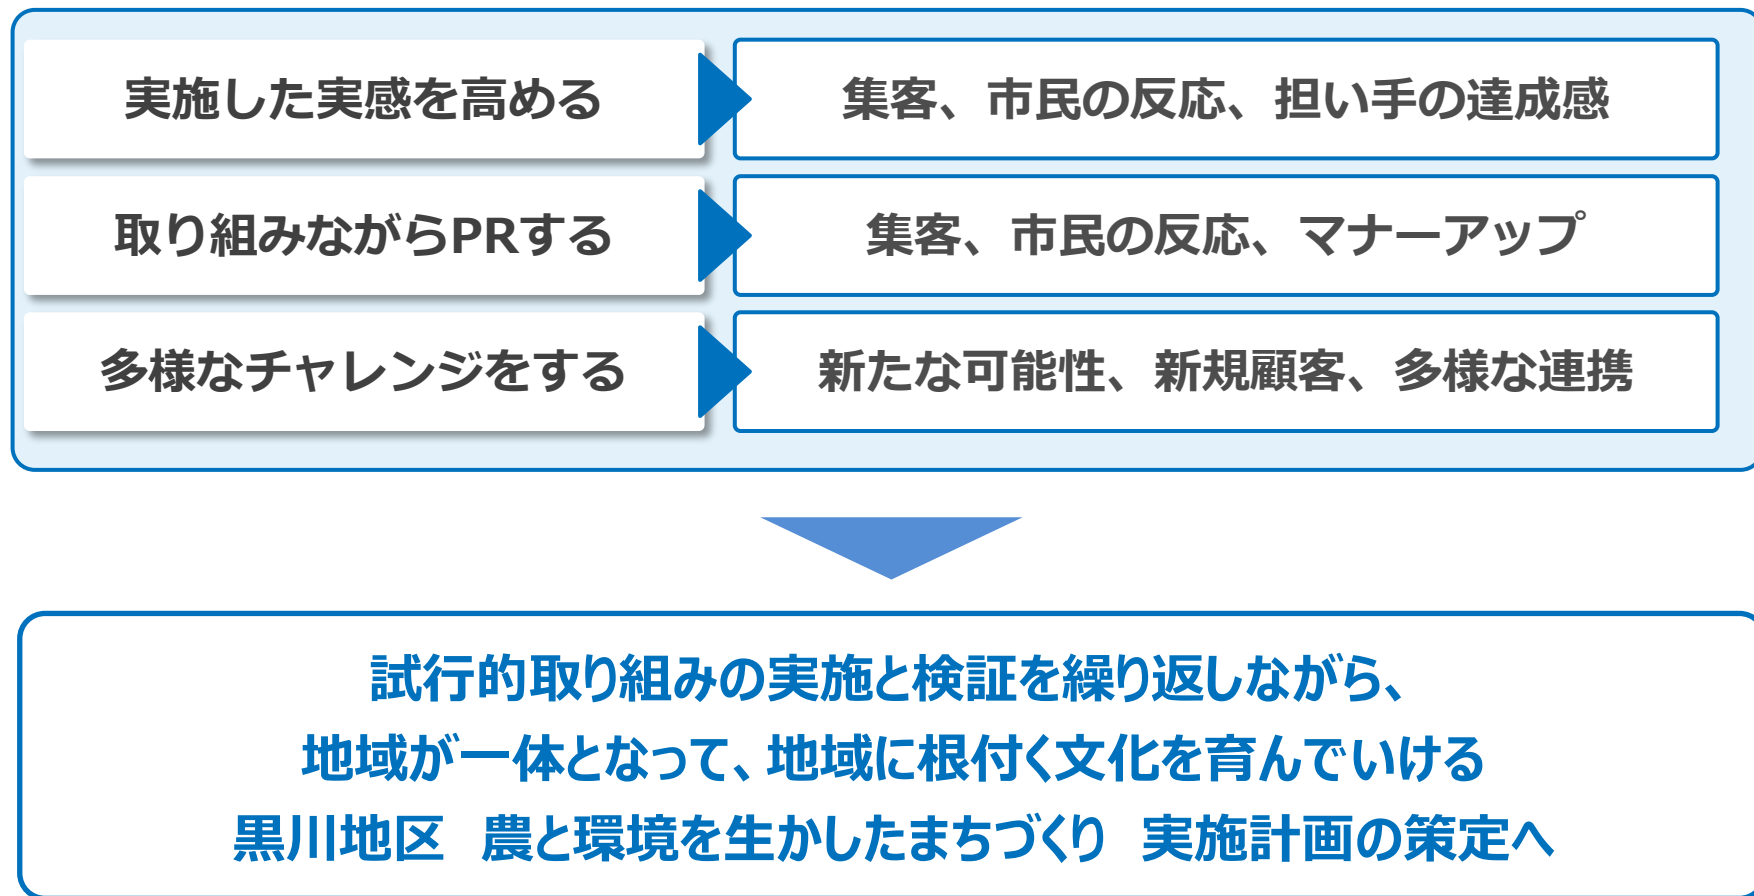 実施した実感を高める
集客、市民の反応、担い手の達成感
取り組みながらPRする
集客、市民の反応、マナーアップ
多様なチャレンジをする
新たな可能性、新規顧客、多様な連携
試行的取り組みの実施と検証を繰り返しながら、
地域が一体となって、地域に根付く文化を育んでいける
黒川地区　農と環境を生かしたまちづくり　実施計画の策定へ